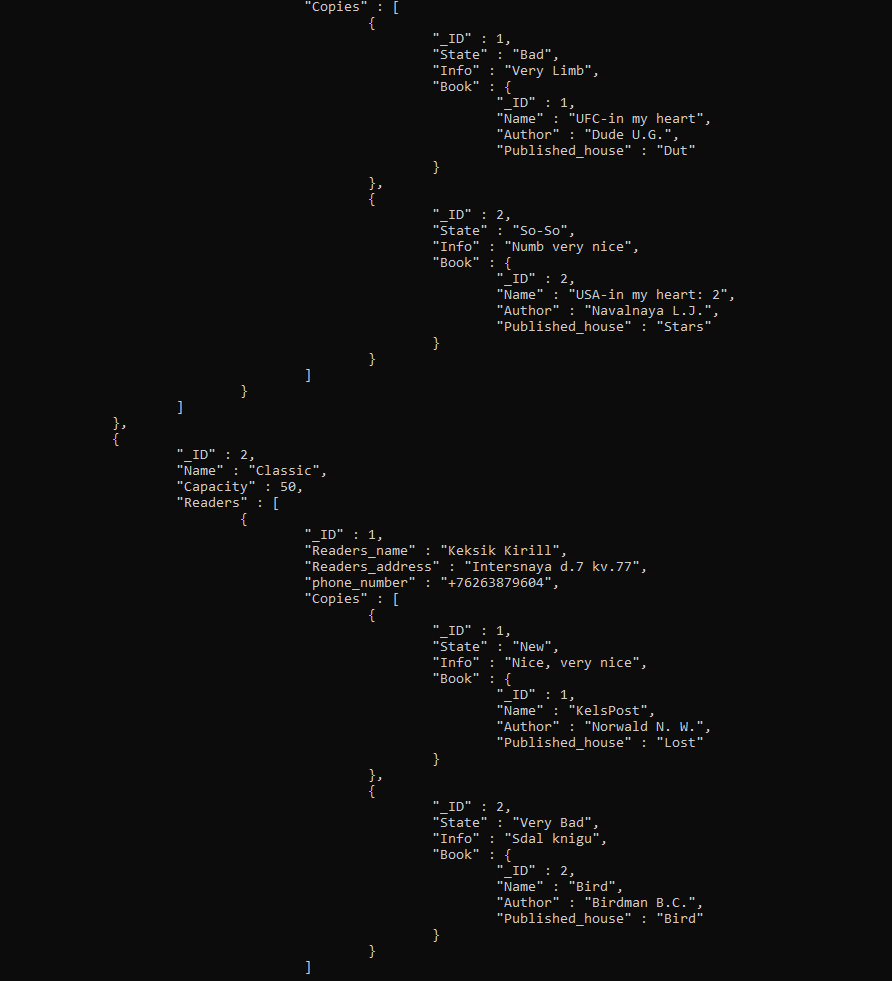 "Copies" : [
{
"_ID" : 1,
"State" : "Bad",
"Info" : "Very Limb",
"Book" : {
"_ID" : 1,
"Name" : "UFC-in my heart",
"Author" : "Dude U.G.",
"Published_house" : "Dut"
}
},
{
"_ID" : 2,
"State" : "So-So",
"Info" : "Numb very nice",
"Book" : {
"_ID" : 2,
"Name" : "USA-in my heart: 2",
"Author" : "Navalnaya L.J.",
"Published_house" : "Stars"
}
}
]
}
]
},
{
"_ID" : 2,
"Name" : "Classic",
"Capacity" : 50,
"Readers" : [
{
"_ID" : 1,
"Readers_name" : "Keksik Kirill",
"Readers_address" : "Intersnaya d.7 kv.77",
"phone_number" : "+76263879604",
"Copies" : [
{
"_ID" : 1,
"State" : "New",
"Info" : "Nice, very nice",
"Book" : {
"_ID" : 1,
"Name" : "KelsPost",
"Author" : "Norwald N. W.",
"Published_house" : "Lost"
}
},
{
"_ID" : 2,
"State" : "Very Bad",
"Info" : "Sdal knigu",
"Book" : {
"_ID" : 2,
"Name" : "Bird",
"Author" : "Birdman B.C.",
"Published_house" : "Bird"
}
}
]